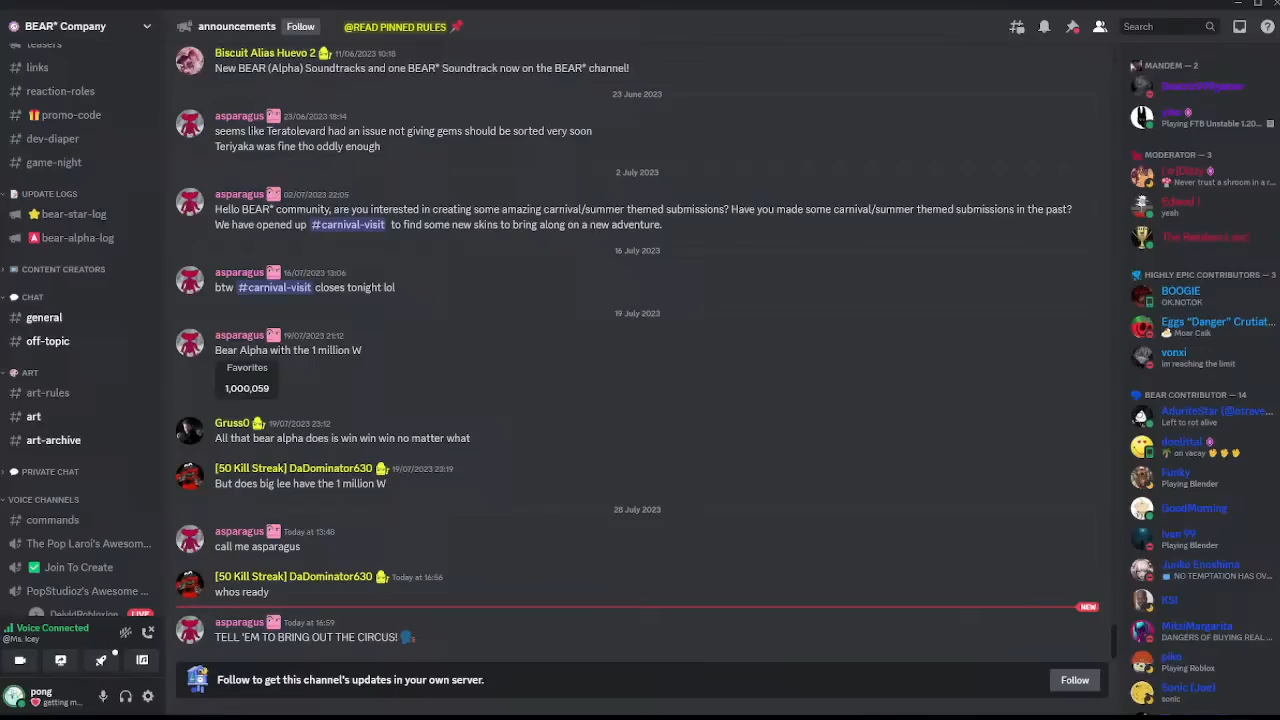 BEAR* Company
announcements
Follow
@READ PINNED RULES
Search
teasers
links
reaction-roles
promo-code
dev-diaper
game-night
UPDATE LOGS
bear-star-log
bear-alpha-log
CONTENT CREATORS
CHAT
general
off-topic
ART
art-rules
art
art-archive
PRIVATE CHAT
VOICE CHANNELS
commands
The Pop Laroi's Awesom...
Join To Create
PopStudioz's Awesome ...
LIVE
Voice Connected
pong
getting m...
Biscuit Alias Huevo 2 11/06/2023 10:18
New BEAR (Alpha) Soundtracks and one BEAR* Soundtrack now on the BEAR* channel!
23 June 2023
asparagus 23/06/2023 18:14
seems like Teratolevard had an issue not giving gems should be sorted very soon
Teriyaka was fine tho oddly enough
2 July 2023
asparagus 02/07/2023 22:05
Hello BEAR* community, are you interested in creating some amazing carnival/summer themed submissions? Have you made some carnival/summer themed submissions in the past?
We have opened up #carnival-visit to find some new skins to bring along on a new adventure.
16 July 2023
asparagus 16/07/2023 13:06
btw #carnival-visit closes tonight lol
19 July 2023
asparagus 19/07/2023 21:12
Bear Alpha with the 1 million W
Favorites
1,000,059
Gruss0 19/07/2023 23:12
All that bear alpha does is win win win no matter what
[50 Kill Streak] DaDominator630 19/07/2023 23:19
But does big lee have the 1 million W
28 July 2023
asparagus Today at 13:48
call me asparagus
[50 Kill Streak] DaDominator630 Today at 16:56
whos ready
NEW
asparagus Today at 16:59
TELL 'EM TO BRING OUT THE CIRCUS!
Follow to get this channel's updates in your own server.
Follow
MANDEM — 2
Playing FTB Unstable 1.20...
MODERATOR — 3
Never trust a shroom in a r...
yeah
HIGHLY EPIC CONTRIBUTORS — 3
BOOGIE
OK.NOT.OK
Eggs "Danger" Crutiat...
Moar Caik
vonxi
im reaching the limit
BEAR CONTRIBUTOR — 14
AduriteStar (@etrave...
Left to rot alive
doolittal
on vacay
Funky
Playing Blender
GoodMorning
Ivan 99
Playing Blender
Junko Enoshima
NO TEMPTATION HAS OV...
KSI
MitsiMargarita
DANGERS OF BUYING REAL ...
piko
Playing Roblox
Sonic (Joe)
sonic